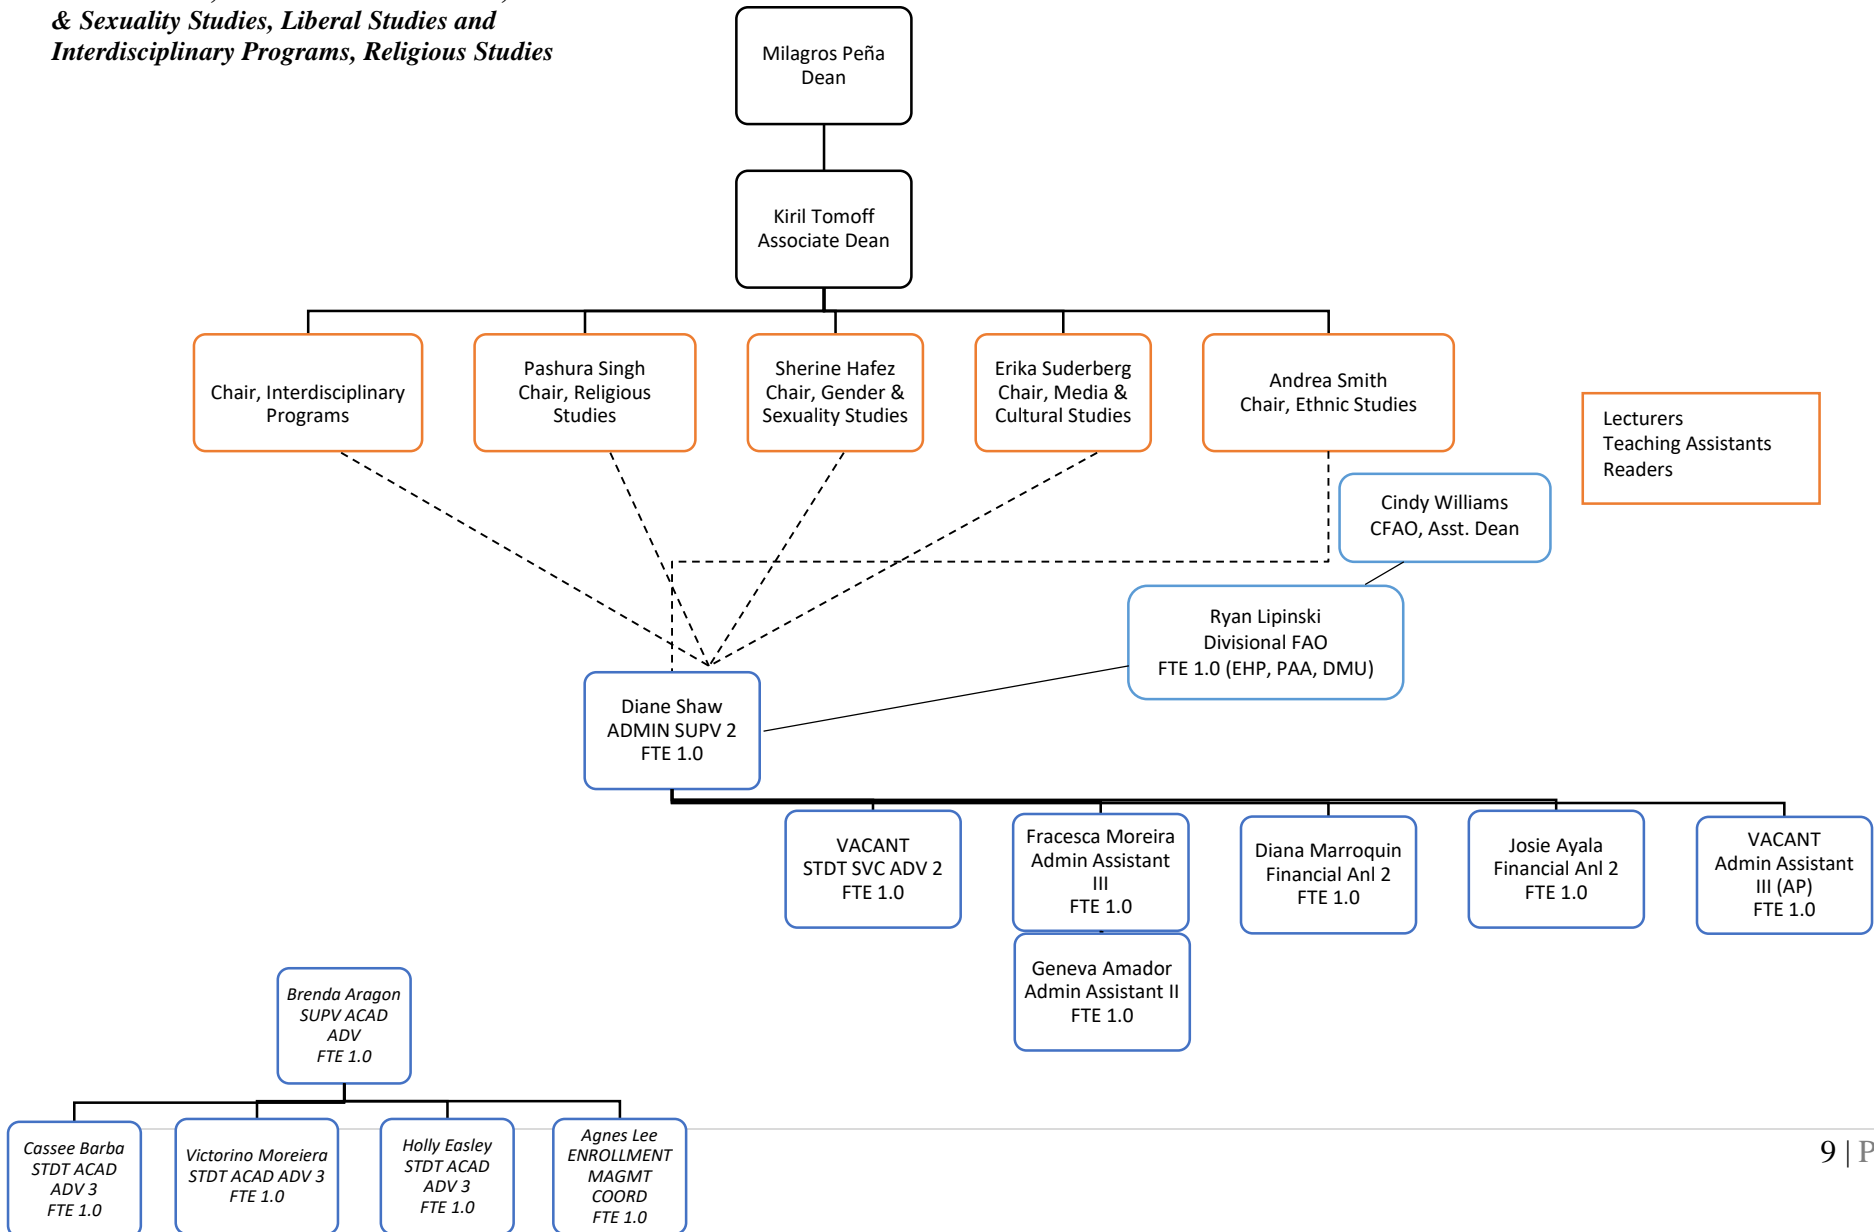 & Sexuality Studies, Liberal Studies and
Interdisciplinary Programs, Religious Studies
Milagros Peña
Dean
Kiril Tomoff
Associate Dean
Chair, Interdisciplinary
Programs
Pashura Singh
Chair, Religious
Studies
Sherine Hafez
Chair, Gender &
Sexuality Studies
Erika Suderberg
Chair, Media &
Cultural Studies
Andrea Smith
Chair, Ethnic Studies
Lecturers
Teaching Assistants
Readers
Cindy Williams
CFAO, Asst. Dean
Ryan Lipinski
Divisional FAO
FTE 1.0 (EHP, PAA, DMU)
Diane Shaw
ADMIN SUPV 2
FTE 1.0
VACANT
STDT SVC ADV 2
FTE 1.0
Fracesca Moreira
Admin Assistant
III
FTE 1.0
Diana Marroquin
Financial Anl 2
FTE 1.0
Josie Ayala
Financial Anl 2
FTE 1.0
VACANT
Admin Assistant
III (AP)
FTE 1.0
Geneva Amador
Admin Assistant II
FTE 1.0
Brenda Aragon
SUPV ACAD
ADV
FTE 1.0
Cassee Barba
STDT ACAD
ADV 3
FTE 1.0
Victorino Moreiera
STDT ACAD ADV 3
FTE 1.0
Holly Easley
STDT ACAD
ADV 3
FTE 1.0
Agnes Lee
ENROLLMENT
MAGMT
COORD
FTE 1.0
9 | P